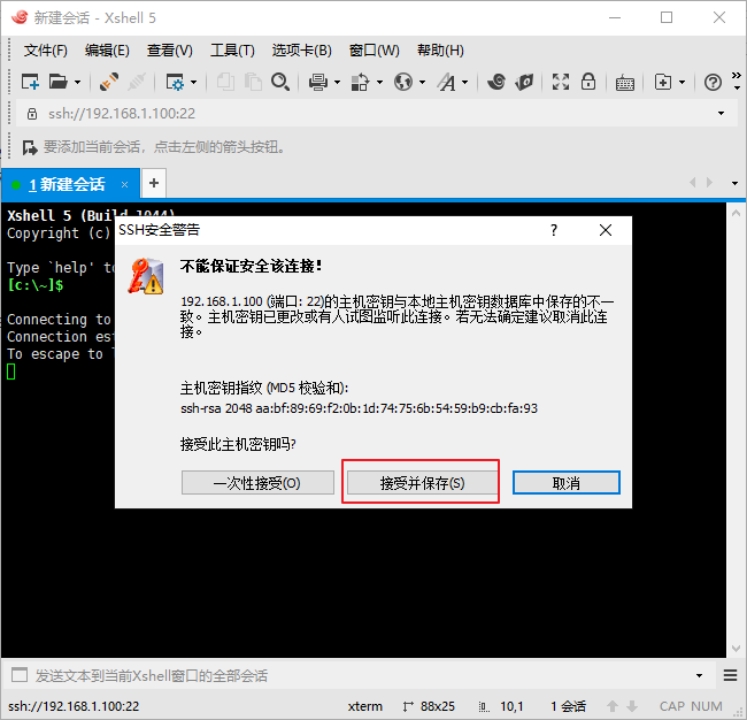 新建会话 - Xshell 5
文件(F) 编辑(E) 查看(V) 工具(T) 选项卡(B) 窗口(W) 帮助(H)
ssh://192.168.1.100:22
要添加当前会话，点击左侧的箭头按钮。
1 新建会话
Xshell 5 (Build 1044)
Copyright (c)
Type `help' to
[c:\~]$
Connecting to
Connection est
To escape to
SSH安全警告
不能保证安全该连接!
192.168.1.100 (端口: 22)的主机密钥与本地主机密钥数据库中保存的不一
致。主机密钥已更改或有人试图监听此连接。若无法确定建议取消此连
接。
主机密钥指纹 (MD5 校验和):
ssh-rsa 2048 aa:bf:89:69:f2:0b:1d:74:75:6b:54:59:b9:cb:fa:93
接受此主机密钥吗?
一次性接受(O) 接受并保存(S) 取消
发送文本到当前Xshell窗口的全部会话
ssh://192.168.1.100:22 xterm 88x25 10,1 1 会话 CAP NUM